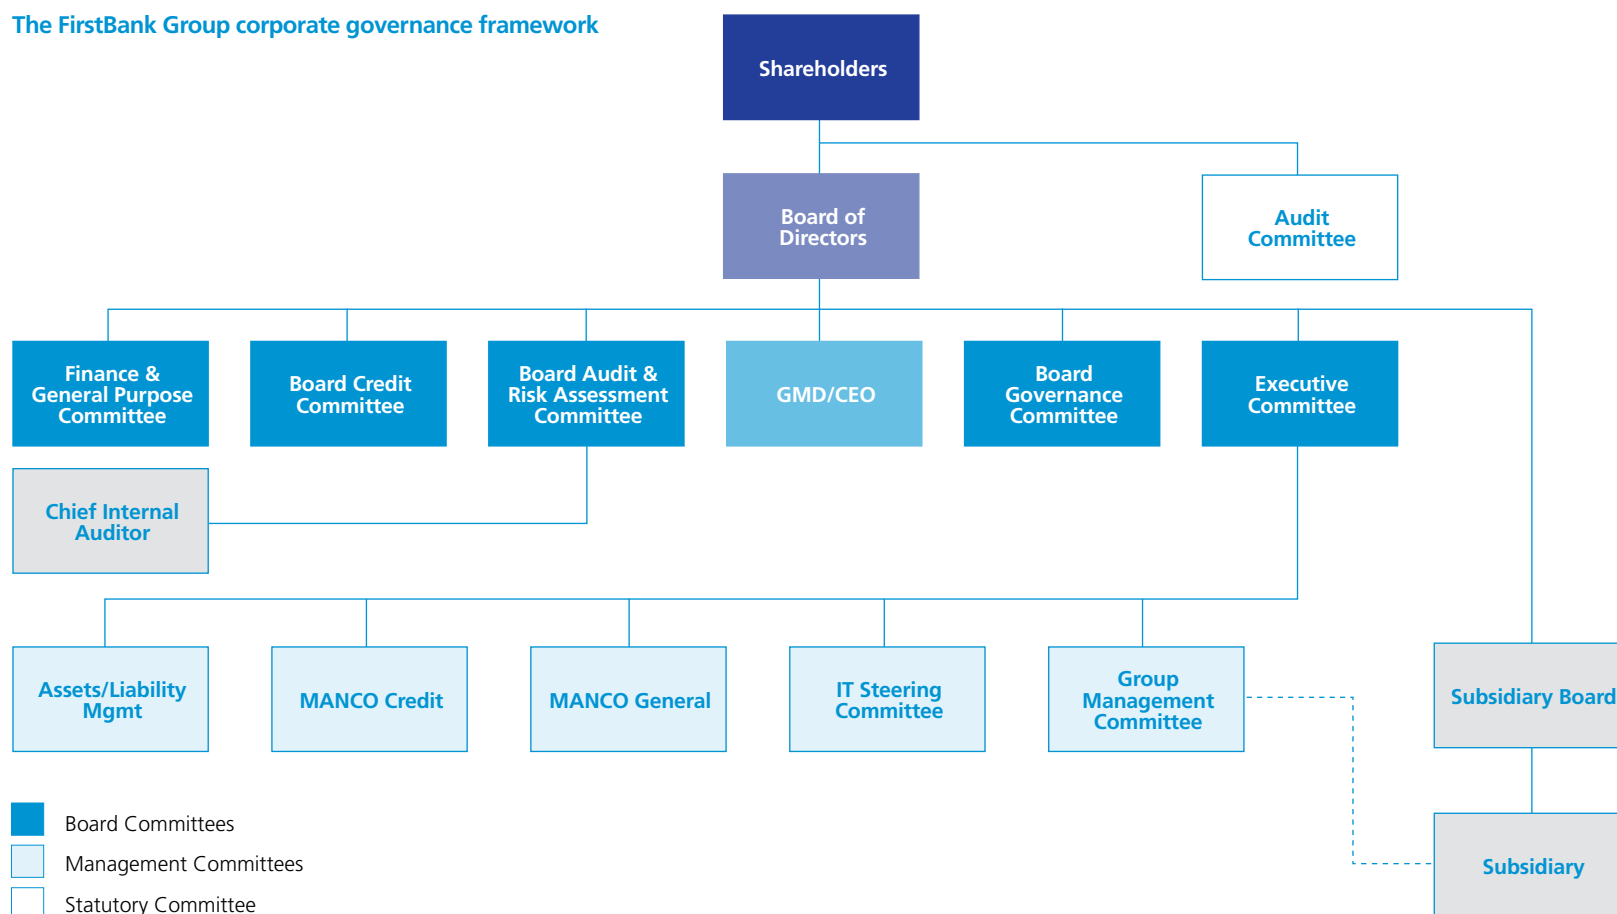 The FirstBank Group corporate governance framework
Shareholders
Board of
Directors
Audit
Committee
Finance &
General Purpose
Committee
Board Credit
Committee
Board Audit &
Risk Assessment
Committee
GMD/CEO
Board
Governance
Committee
Executive
Committee
Chief Internal
Auditor
Assets/Liability
Mgmt
MANCO Credit
MANCO General
IT Steering
Committee
Group
Management
Committee
Subsidiary Board
Subsidiary
Board Committees
Management Committees
Statutory Committee